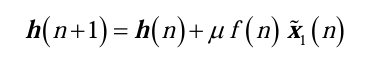 h(n+1) = h(n) + μ f(n) x̃₁(n)